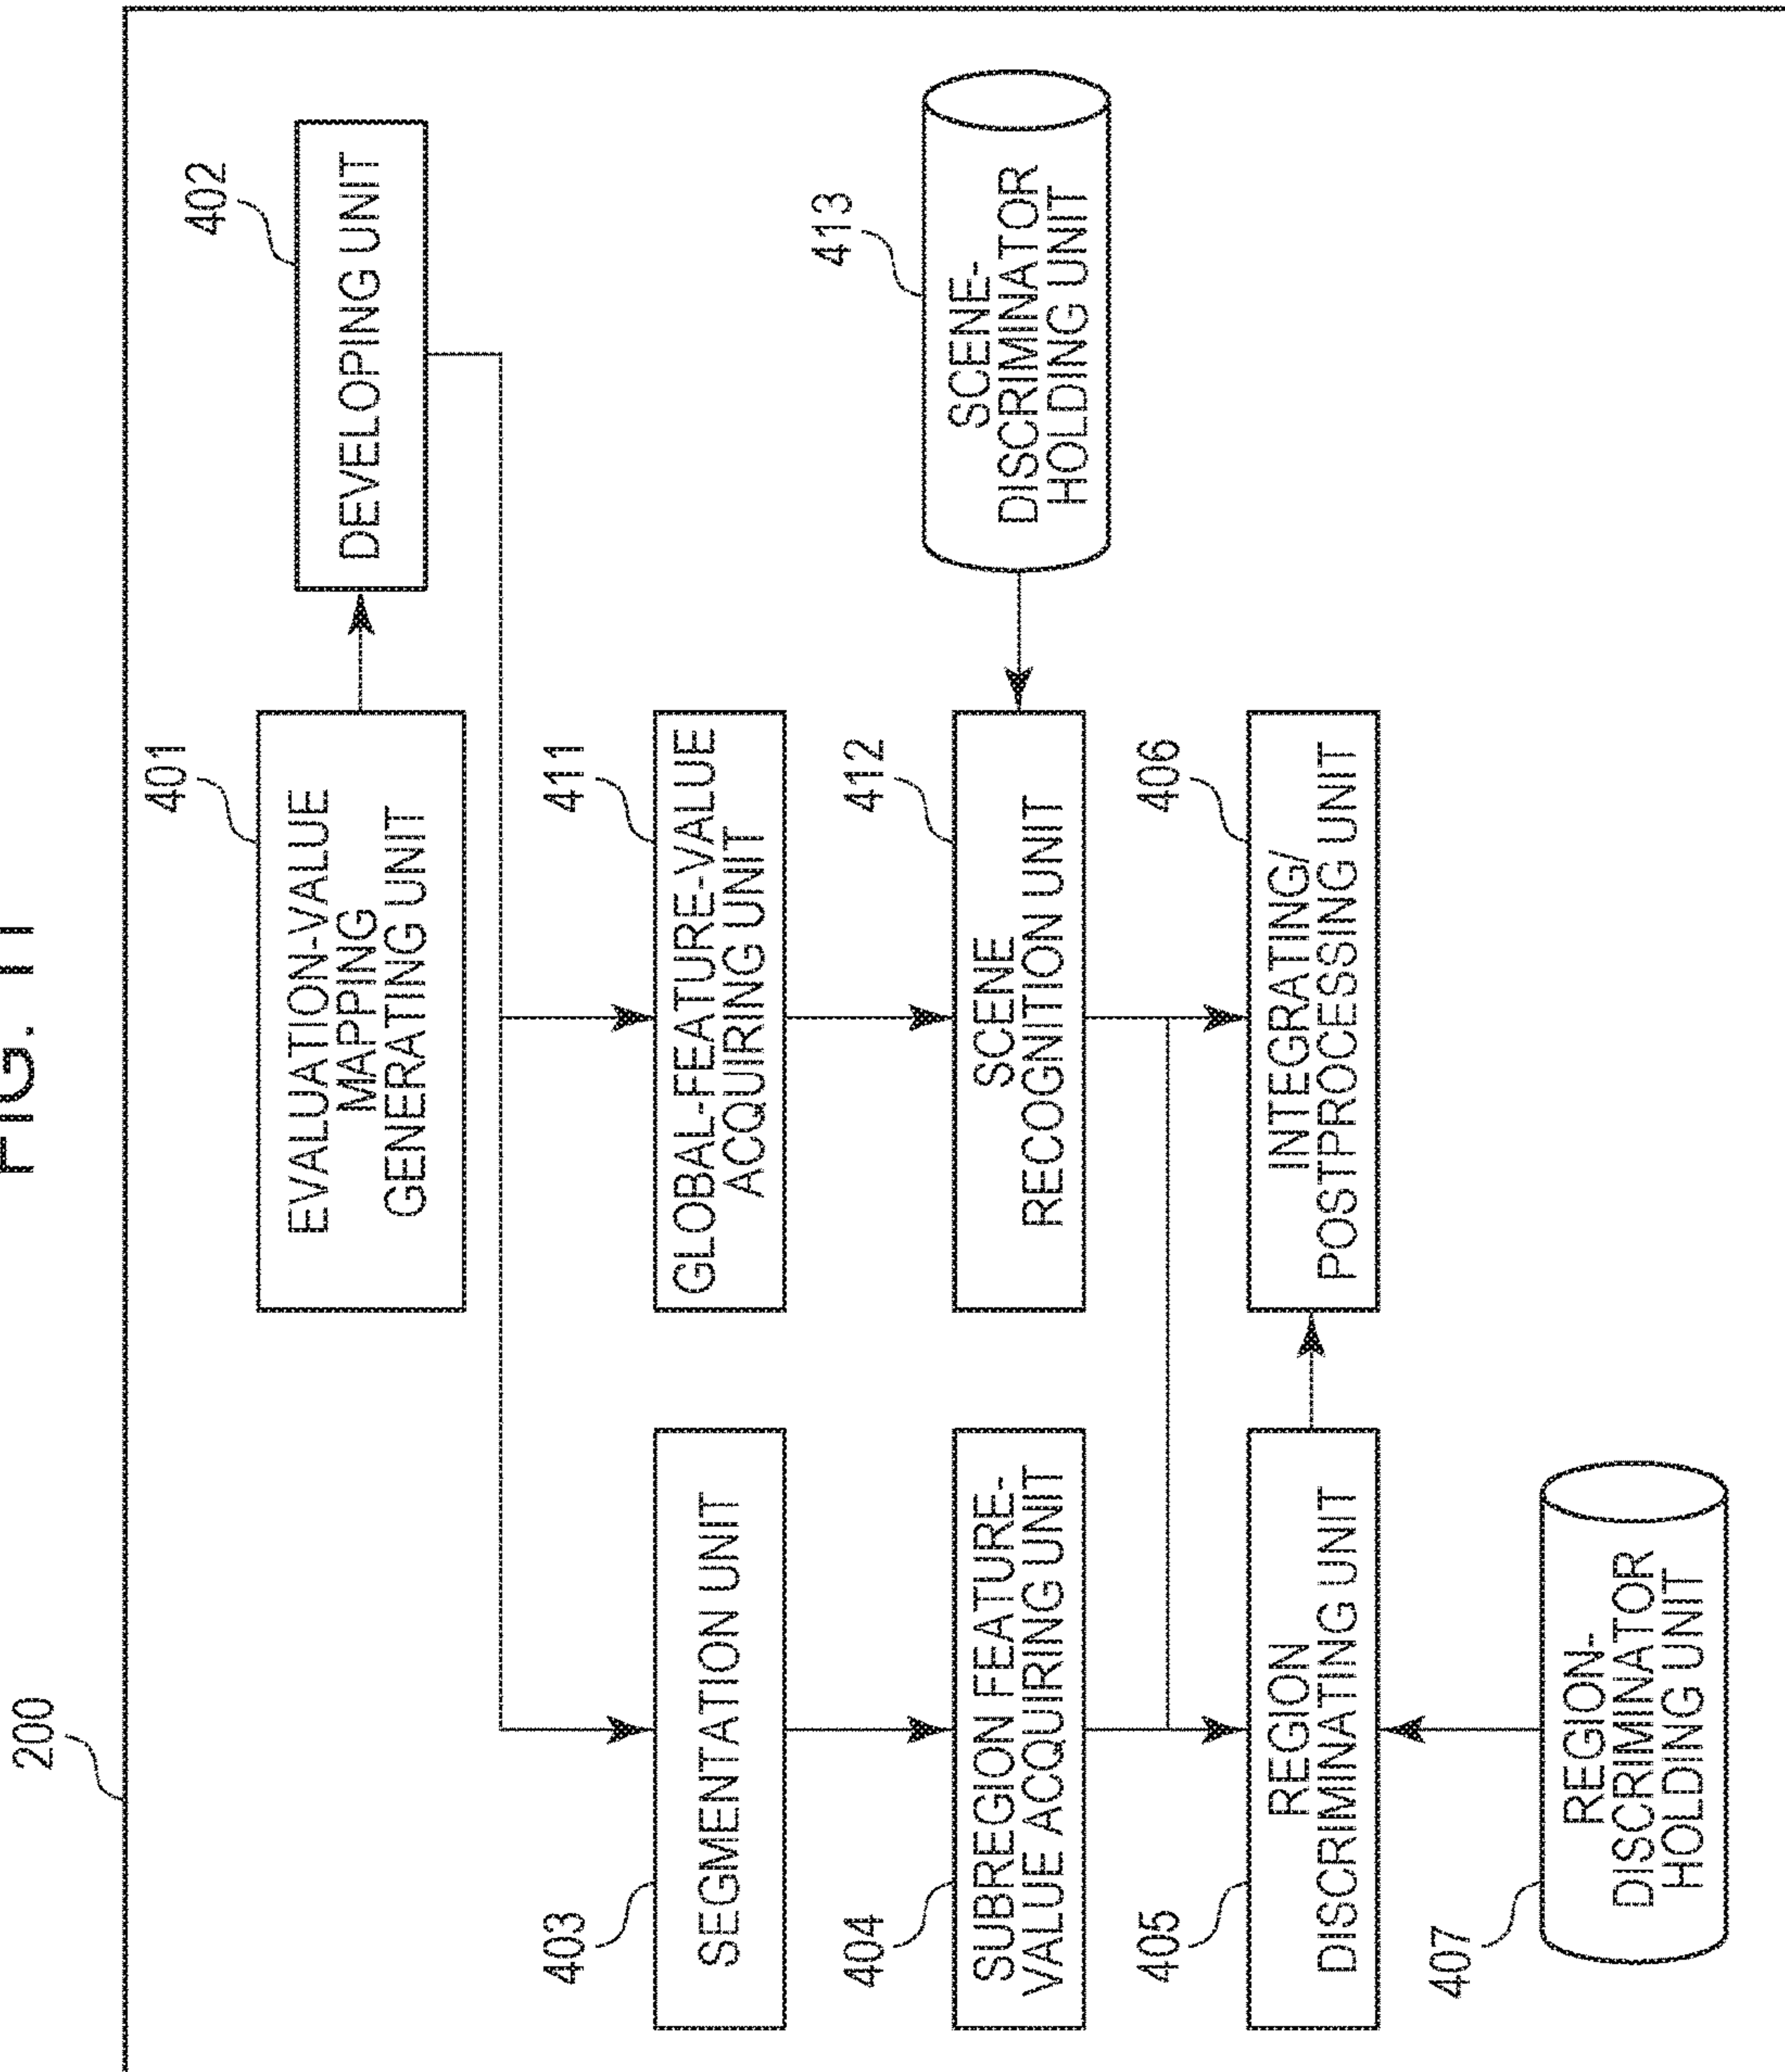 FIG. 11
200
401
EVALUATION-VALUE
MAPPING
GENERATING UNIT
402
DEVELOPING UNIT
403
SEGMENTATION UNIT
411
GLOBAL-FEATURE-VALUE
ACQUIRING UNIT
404
SUBREGION FEATURE-
VALUE ACQUIRING UNIT
412
SCENE
RECOGNITION UNIT
413
SCENE-
DISCRIMINATOR
HOLDING UNIT
405
REGION
DISCRIMINATING UNIT
406
INTEGRATING/
POSTPROCESSING UNIT
407
REGION-
DISCRIMINATOR
HOLDING UNIT